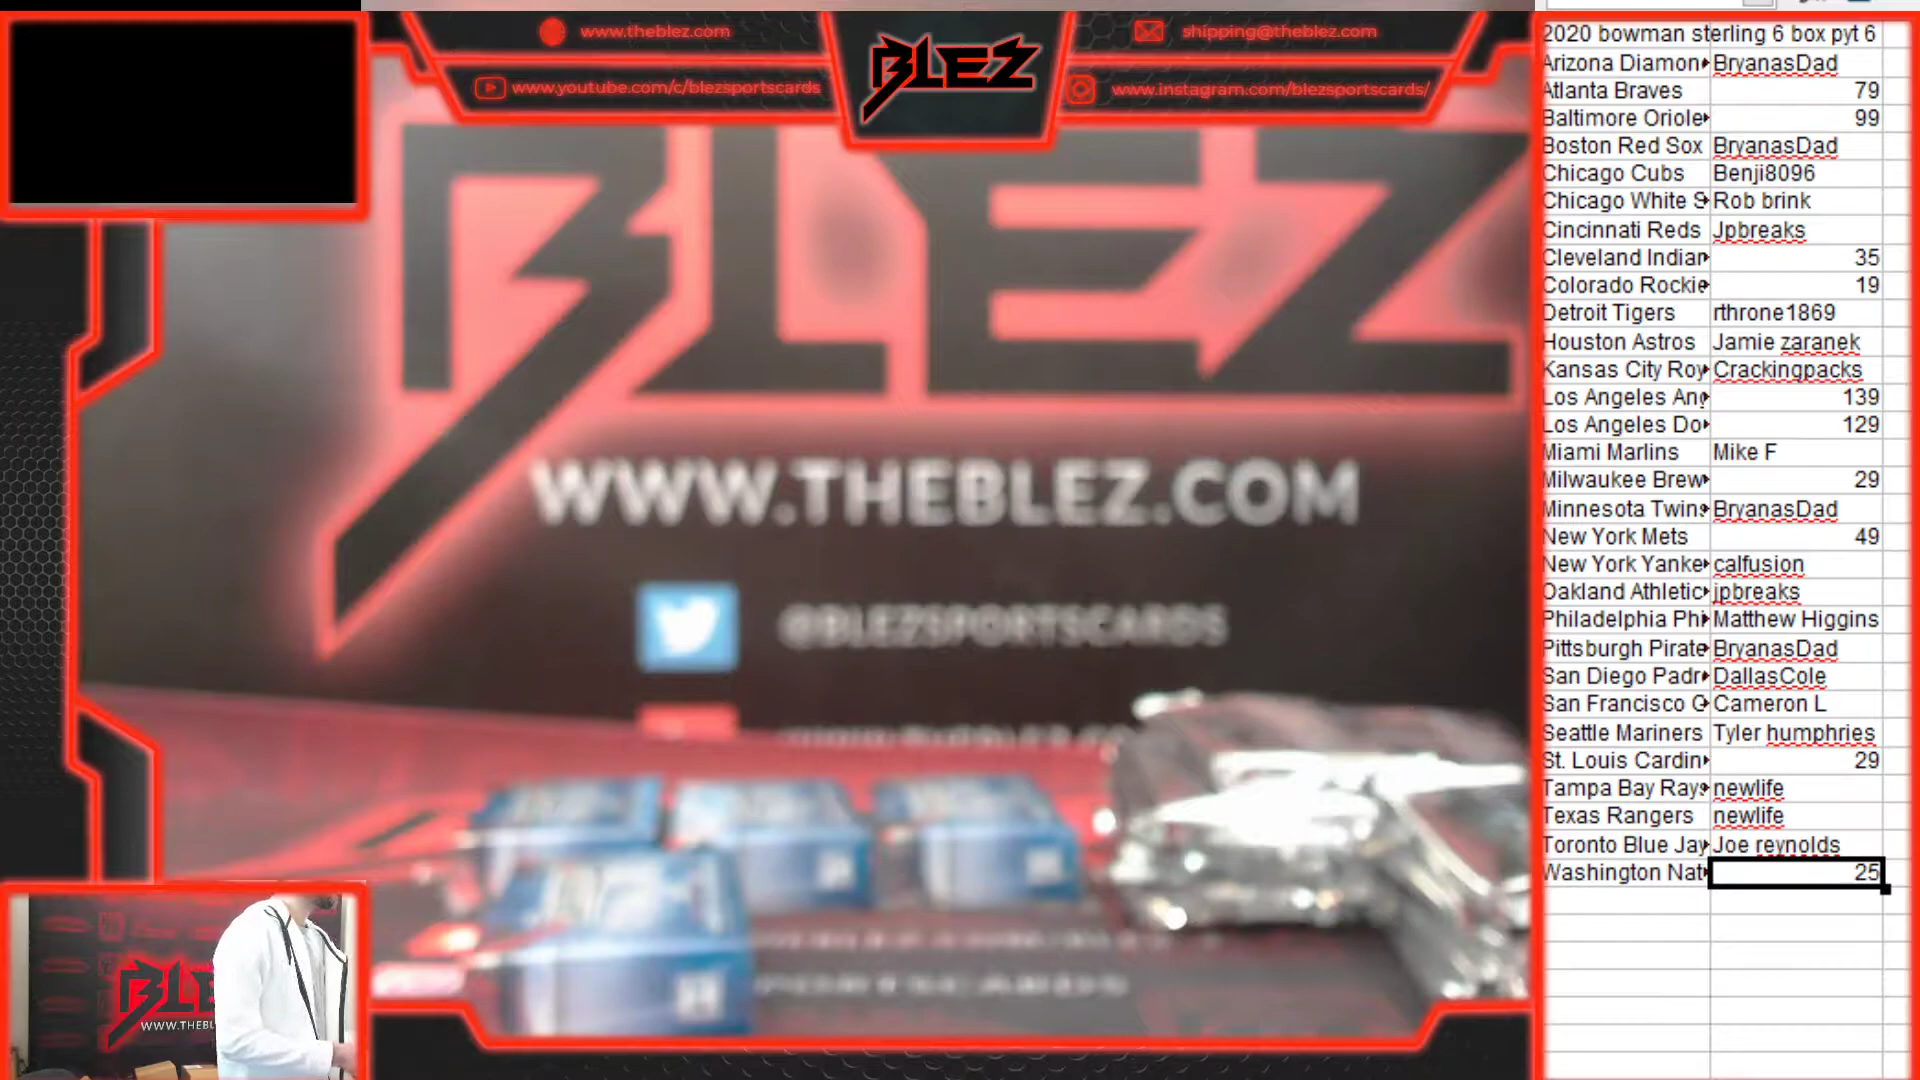 www.theblez.com
BLEZ
shipping@theblez.com
www.youtube.com/c/blezsportscards
www.instagram.com/blezsportscards/
BLEZ
WWW.THEBLEZ.COM
@BLEZSPORTSCARDS
BLE
WWW.THEBL
2020 bowman sterling 6 box pyt 6
Arizona Diamon BryanasDad
Atlanta Braves 79
Baltimore Oriole 99
Boston Red Sox BryanasDad
Chicago Cubs Benji8096
Chicago White S Rob brink
Cincinnati Reds Jpbreaks
Cleveland Indian 35
Colorado Rockie 19
Detroit Tigers rthrone1869
Houston Astros Jamie zaranek
Kansas City Roy Crackingpacks
Los Angeles Ang 139
Los Angeles Do 129
Miami Marlins Mike F
Milwaukee Brew 29
Minnesota Twins BryanasDad
New York Mets 49
New York Yanke calfusion
Oakland Athletic jpbreaks
Philadelphia Phi Matthew Higgins
Pittsburgh Pirate BryanasDad
San Diego Padr DallasCole
San Francisco G Cameron L
Seattle Mariners Tyler humphries
St. Louis Cardin 29
Tampa Bay Rays newlife
Texas Rangers newlife
Toronto Blue Jay Joe reynolds
Washington Nat 25